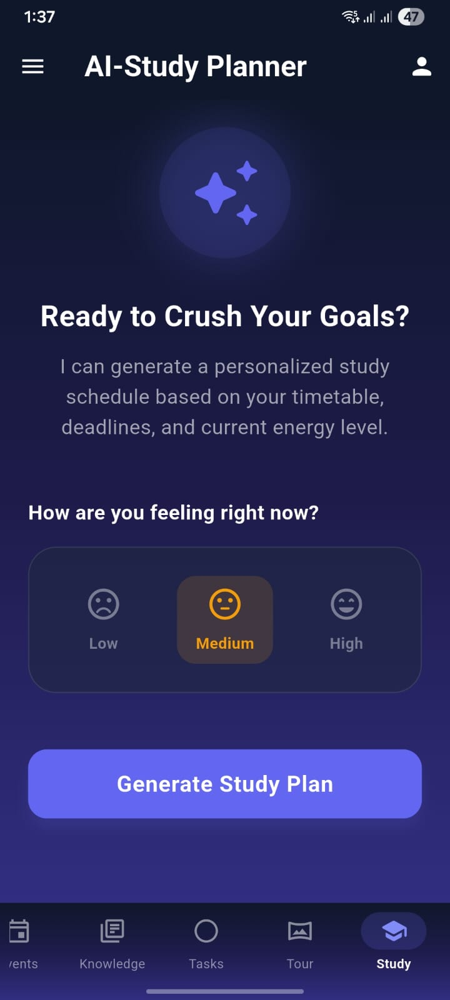 1:37
5
47
AI-Study Planner
Ready to Crush Your Goals?
I can generate a personalized study
schedule based on your timetable,
deadlines, and current energy level.
How are you feeling right now?
Low
Medium
High
Generate Study Plan
vents
Knowledge
Tasks
Tour
Study